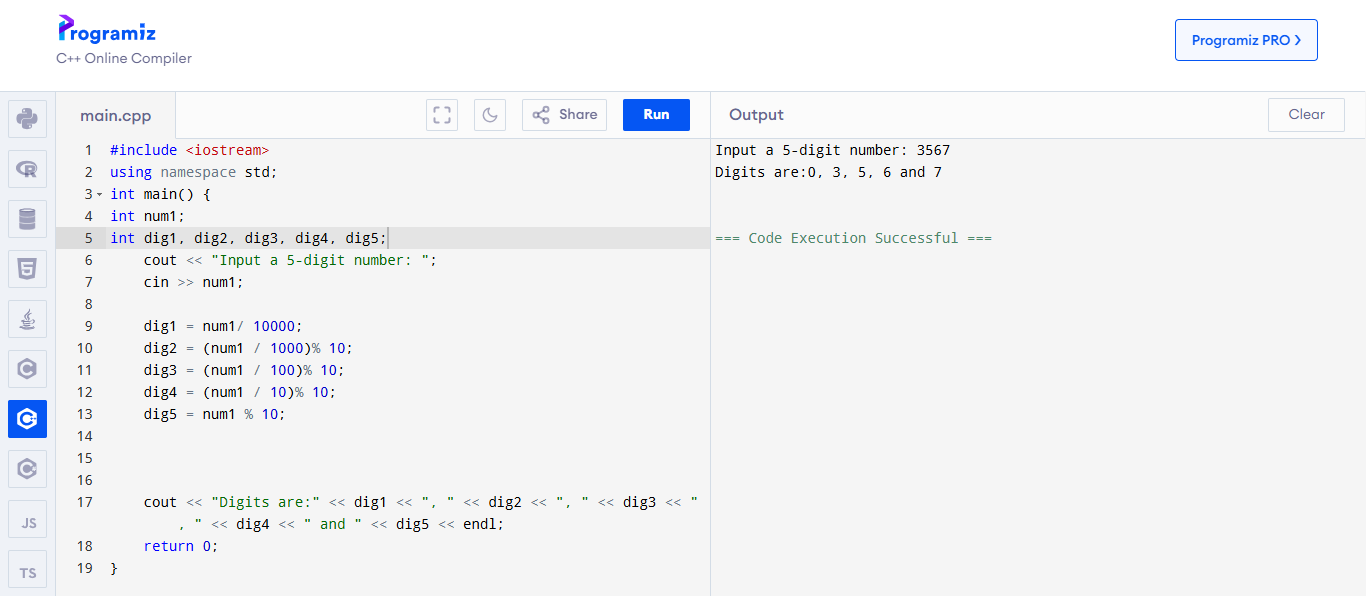 Programiz
C++ Online Compiler
Programiz PRO
main.cpp
Share
Run
Output
Clear
1 #include <iostream>
2 using namespace std;
3 int main() {
4 int num1;
5 int dig1, dig2, dig3, dig4, dig5;
6 cout << "Input a 5-digit number: ";
7 cin >> num1;
8
9 dig1 = num1/ 10000;
10 dig2 = (num1 / 1000)% 10;
11 dig3 = (num1 / 100)% 10;
12 dig4 = (num1 / 10)% 10;
13 dig5 = num1 % 10;
14
15
16
17 cout << "Digits are:" << dig1 << ", " << dig2 << ", " << dig3 << "
, " << dig4 << " and " << dig5 << endl;
18 return 0;
19 }
Input a 5-digit number: 3567
Digits are:0, 3, 5, 6 and 7
=== Code Execution Successful ===
JS
TS